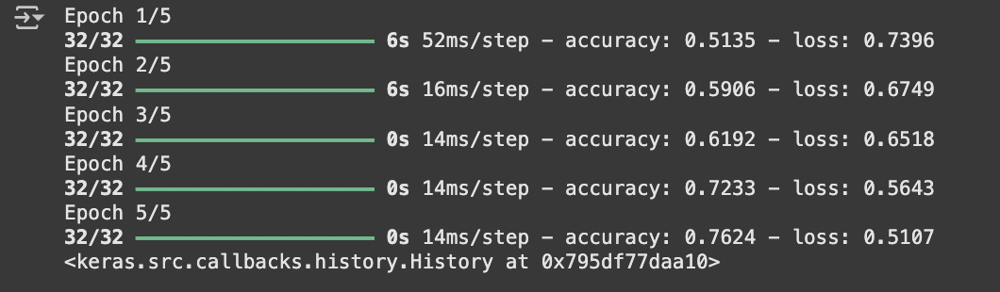 Epoch 1/5
32/32 ━━━━━━━━━━━━━━━━━━━━ 6s 52ms/step - accuracy: 0.5135 - loss: 0.7396
Epoch 2/5
32/32 ━━━━━━━━━━━━━━━━━━━━ 6s 16ms/step - accuracy: 0.5906 - loss: 0.6749
Epoch 3/5
32/32 ━━━━━━━━━━━━━━━━━━━━ 0s 14ms/step - accuracy: 0.6192 - loss: 0.6518
Epoch 4/5
32/32 ━━━━━━━━━━━━━━━━━━━━ 0s 14ms/step - accuracy: 0.7233 - loss: 0.5643
Epoch 5/5
32/32 ━━━━━━━━━━━━━━━━━━━━ 0s 14ms/step - accuracy: 0.7624 - loss: 0.5107
<keras.src.callbacks.history.History at 0x795df77daa10>